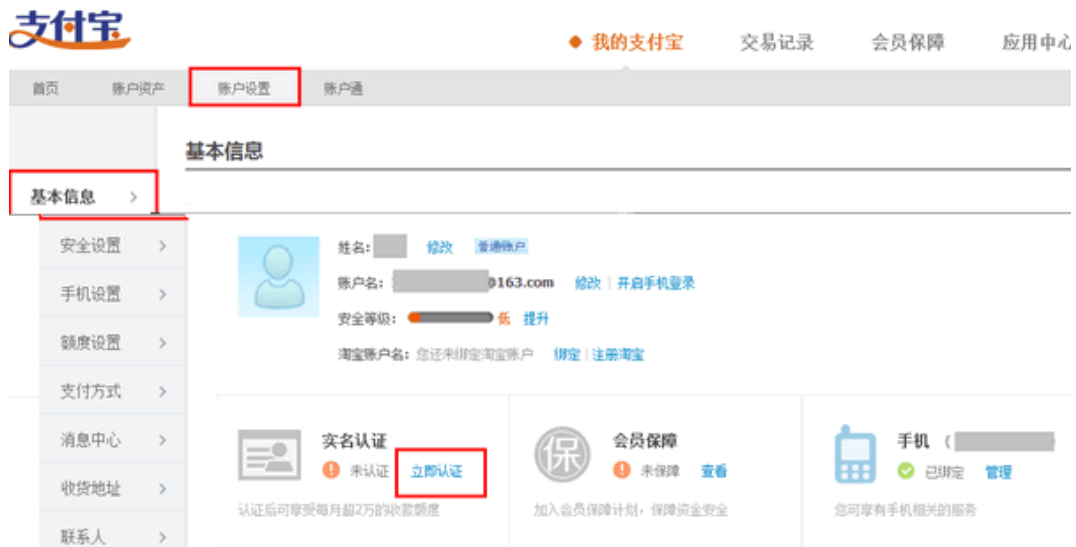 支付宝
我的支付宝 交易记录 会员保障 应用中心
首页 账户资产 账户设置 账户通
基本信息
基本信息 >
安全设置 >
手机设置 >
额度设置 >
支付方式 >
消息中心 >
收货地址 >
联系人 >
姓名: 修改 普通账户
账户名: @163.com 修改 | 开启手机登录
安全等级: 低 提升
淘宝账户名: 您还未绑定淘宝账户 绑定 | 注册淘宝
实名认证
未认证 立即认证
认证后可享受每月超2万的收款额度
保
会员保障
未保障 查看
加入会员保障计划，保障资金安全
手机 (
已绑定 管理
您可享有手机相关的服务